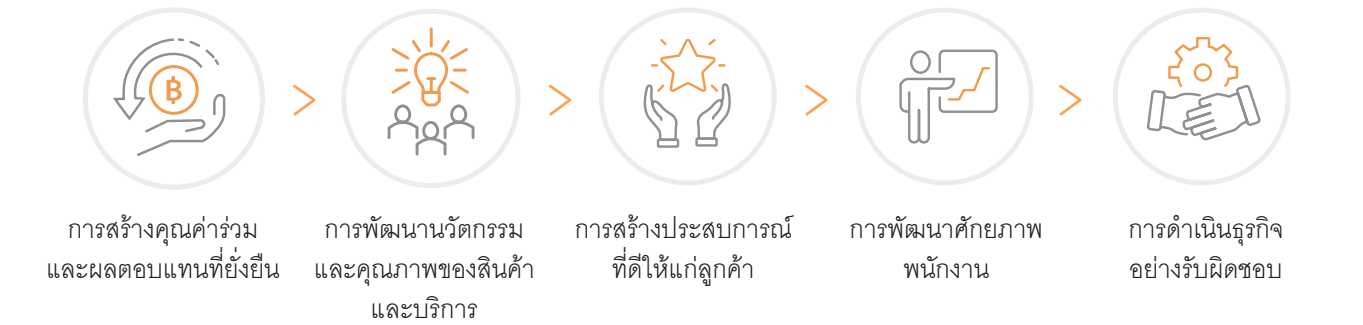 ฿
การสร้างคุณค่าร่วม
และผลตอบแทนที่ยั่งยืน
การพัฒนานวัตกรรม
และคุณภาพของสินค้า
และบริการ
การสร้างประสบการณ์
ที่ดีให้แก่ลูกค้า
การพัฒนาศักยภาพ
พนักงาน
การดำเนินธุรกิจ
อย่างรับผิดชอบ